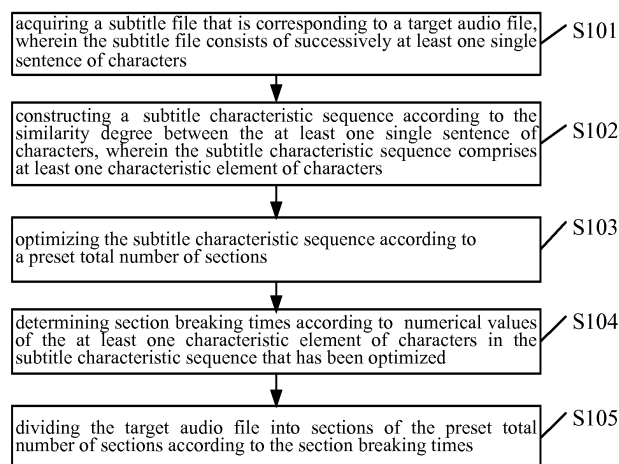 acquiring a subtitle file that is corresponding to a target audio file,
wherein the subtitle file consists of successively at least one single
sentence of characters
S101
constructing a subtitle characteristic sequence according to the
similarity degree between the at least one single sentence of
characters, wherein the subtitle characteristic sequence comprises
at least one characteristic element of characters
S102
optimizing the subtitle characteristic sequence according to
a preset total number of sections
S103
determining section breaking times according to numerical values
of the at least one characteristic element of characters in the
subtitle characteristic sequence that has been optimized
S104
dividing the target audio file into sections of the preset total
number of sections according to the section breaking times
S105